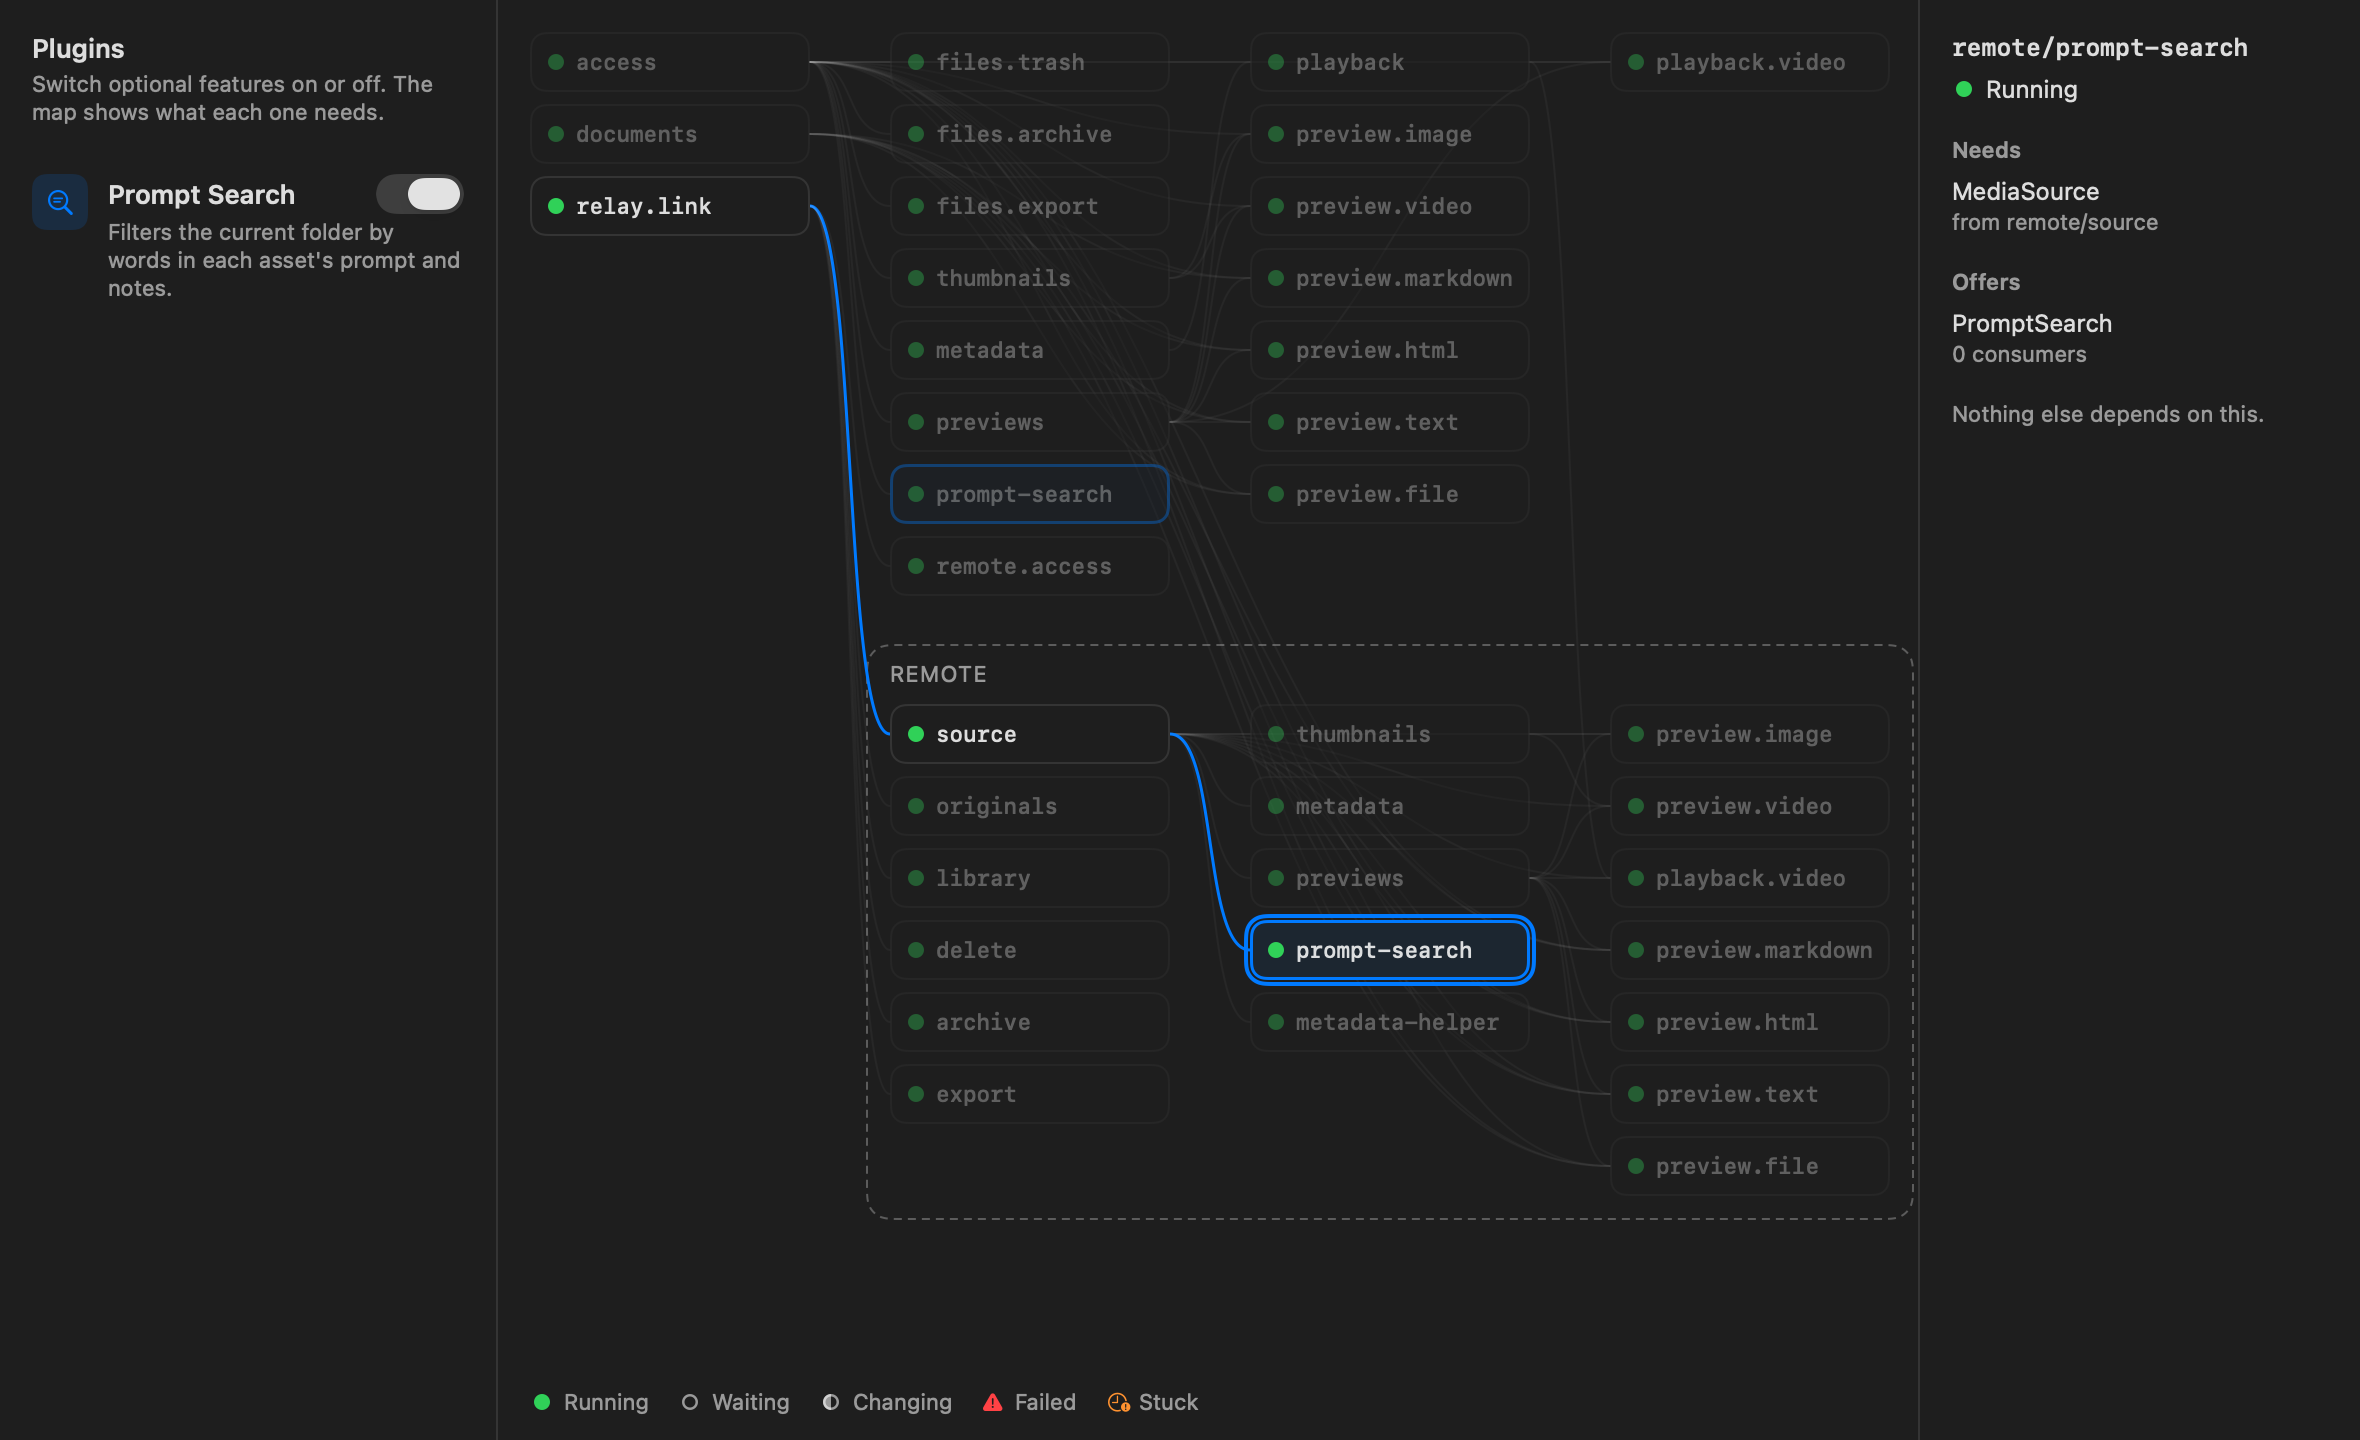 Plugins
Switch optional features on or off. The
map shows what each one needs.
Prompt Search
Filters the current folder by
words in each asset's prompt and
notes.
access
documents
relay.link
files.trash
files.archive
files.export
thumbnails
metadata
previews
prompt-search
remote.access
playback
preview.image
preview.video
preview.markdown
preview.html
preview.text
preview.file
playback.video
REMOTE
source
originals
library
delete
archive
export
thumbnails
metadata
previews
prompt-search
metadata-helper
preview.image
preview.video
playback.video
preview.markdown
preview.html
preview.text
preview.file
Running
Waiting
Changing
Failed
Stuck
remote/prompt-search
Running
Needs
MediaSource
from remote/source
Offers
PromptSearch
0 consumers
Nothing else depends on this.